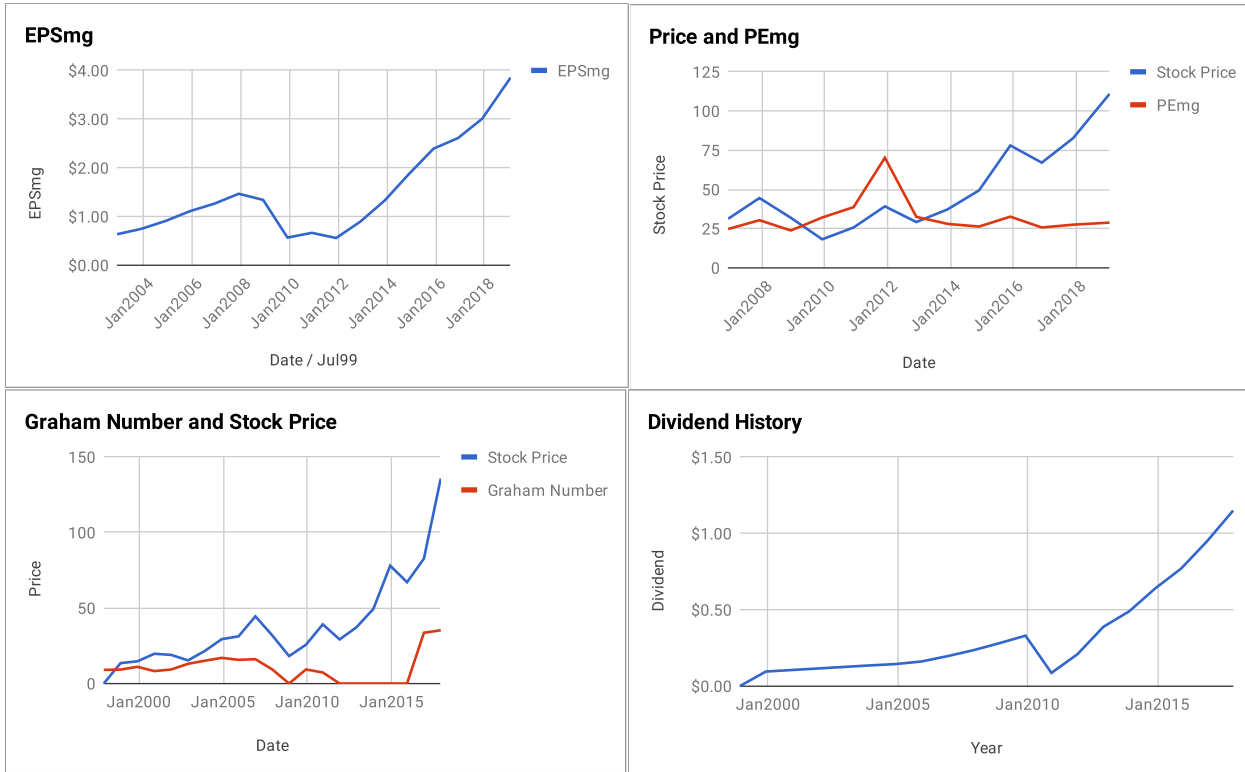 EPSmg
$4.00
$3.00
$2.00
$1.00
$0.00
EPSmg
Jan2004
Jan2006
Jan2008
Jan2010
Jan2012
Jan2014
Jan2016
Jan2018
Date / Jul99
EPSmg
Price and PEmg
125
100
75
50
25
0
Stock Price
Jan2008
Jan2010
Jan2012
Jan2014
Jan2016
Jan2018
Date
Stock Price
PEmg
Graham Number and Stock Price
150
100
50
0
Price
Jan2000
Jan2005
Jan2010
Jan2015
Date
Stock Price
Graham Number
Dividend History
$1.50
$1.00
$0.50
$0.00
Dividend
Jan2000
Jan2005
Jan2010
Jan2015
Year